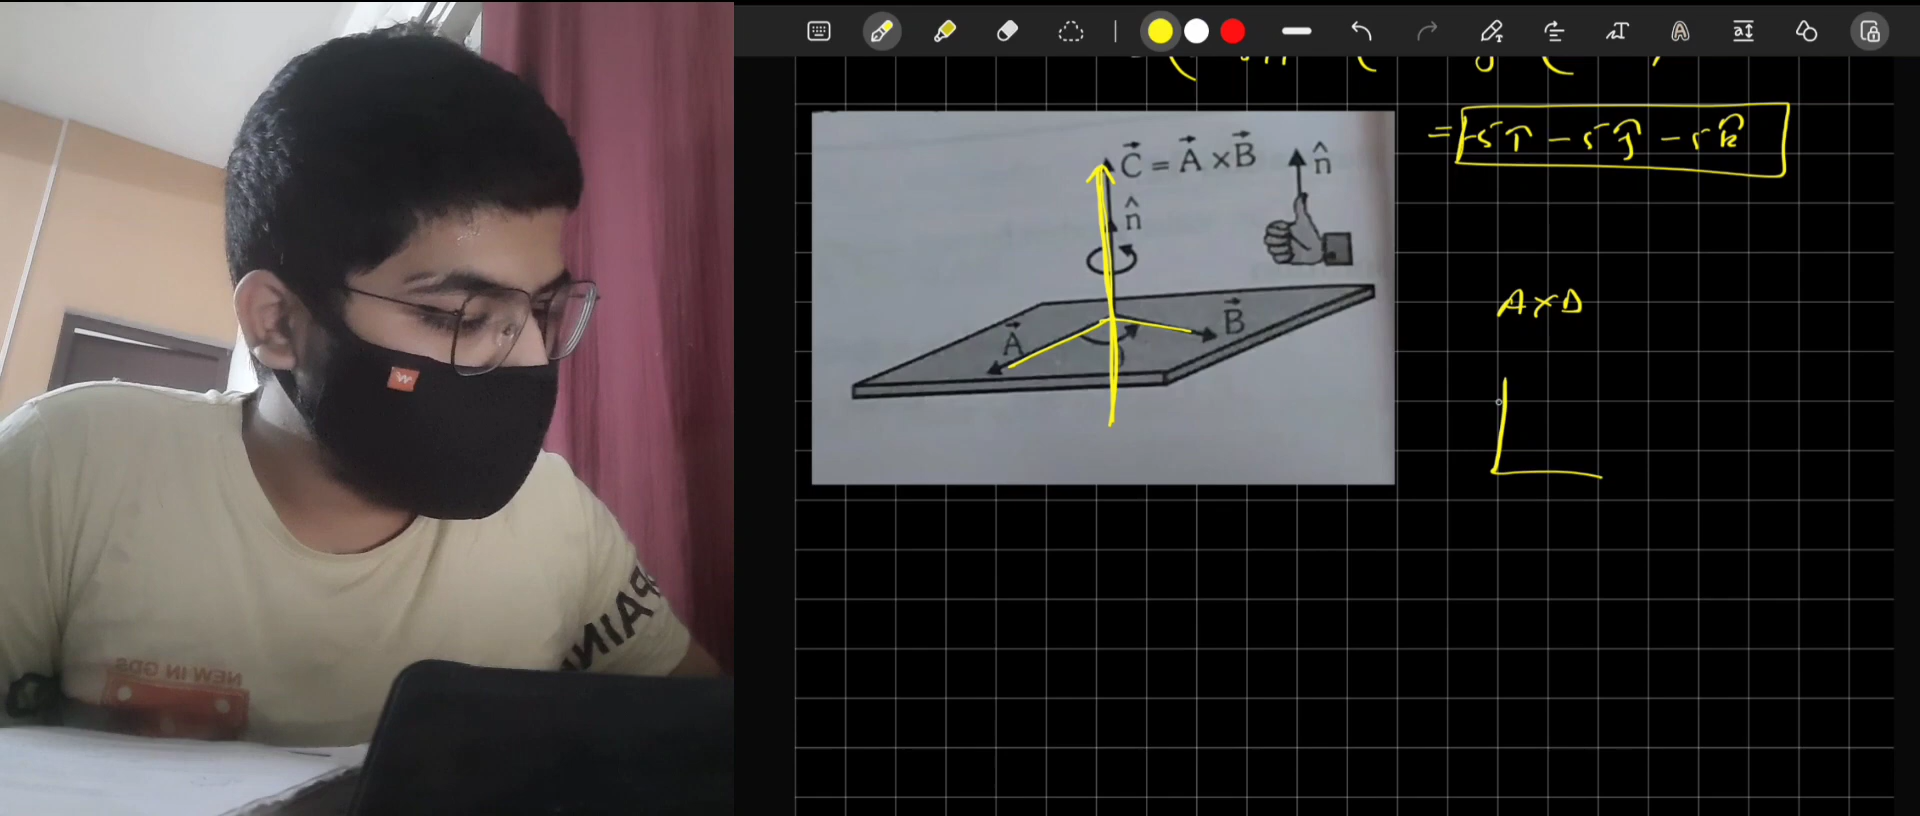 = -5î - 5ĵ - 5k̂
C⃗ = A⃗ × B⃗
n̂
n̂
A × B
A⃗
B⃗
NEW IN GDS